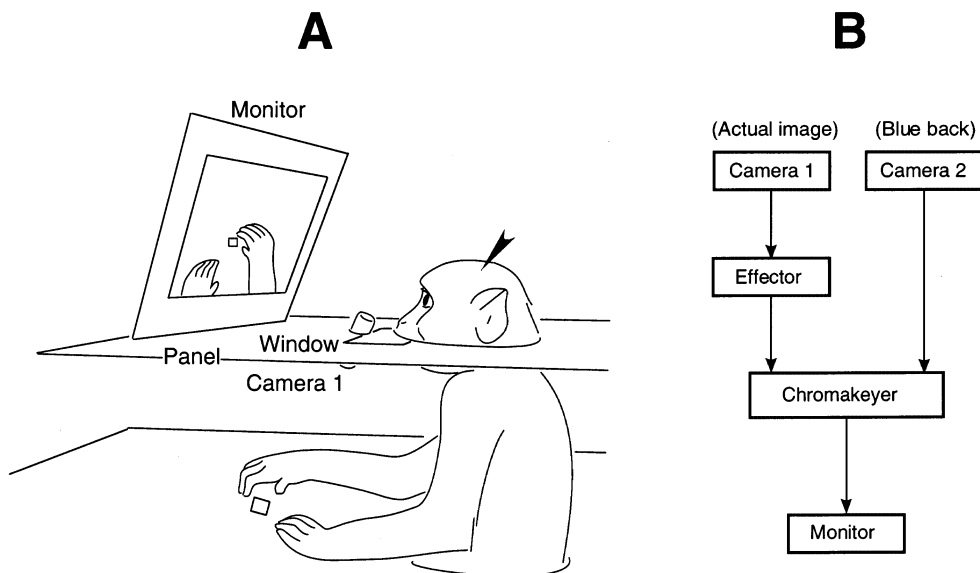 A
B
Monitor
(Actual image)
(Blue back)
Camera 1
Camera 2
Effector
Window
Panel
Camera 1
Chromakeyer
Monitor